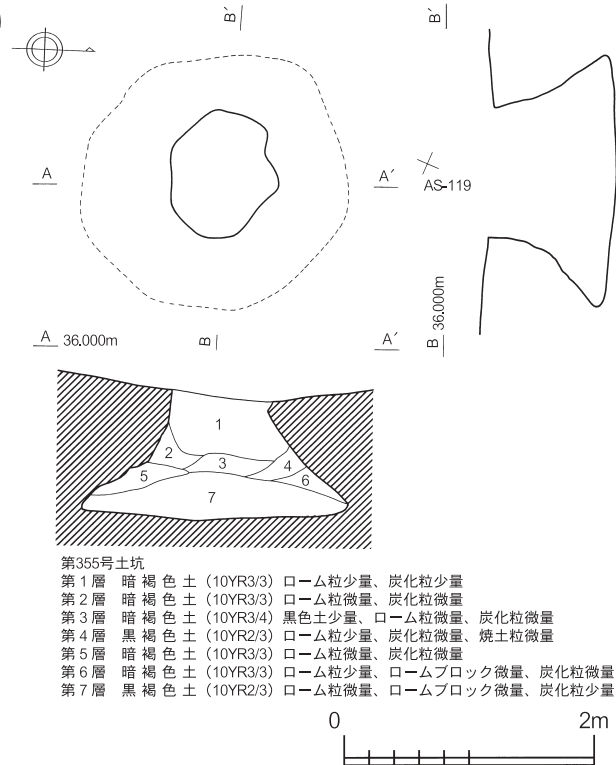 B′
B′
A
A′
AS-119
A 36.000m
B
A′
B 36.000m
1
2
3
4
5
6
7
第355号土坑
第1層 暗褐色土（10YR3/3）ローム粒少量、炭化粒少量
第2層 暗褐色土（10YR3/3）ローム粒微量、炭化粒微量
第3層 暗褐色土（10YR3/4）黒色土少量、ローム粒微量、炭化粒微量
第4層 黒褐色土（10YR2/3）ローム粒少量、炭化粒微量、焼土粒微量
第5層 暗褐色土（10YR3/3）ローム粒微量、炭化粒微量
第6層 暗褐色土（10YR3/3）ローム粒少量、ロームブロック微量、炭化粒微量
第7層 黒褐色土（10YR2/3）ローム粒微量、ロームブロック微量、炭化粒少量
0 2m